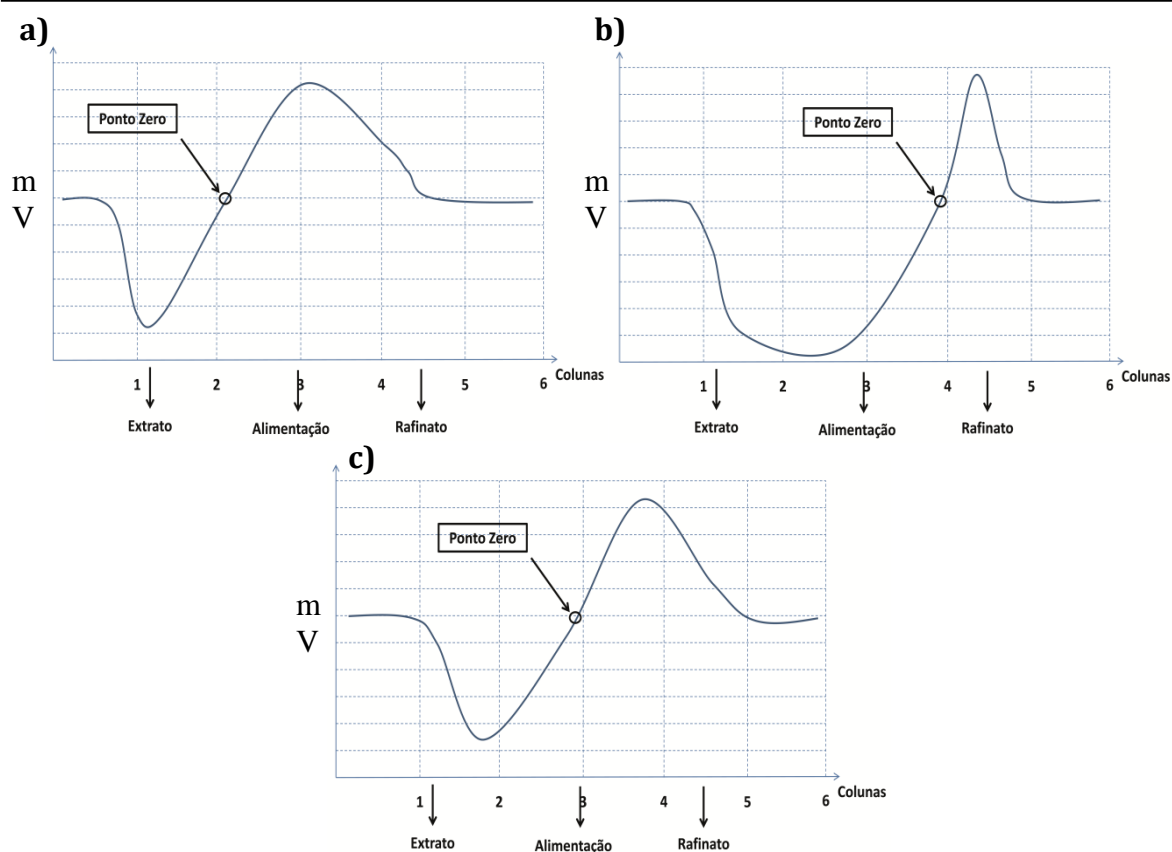 a)
Ponto Zero
m
V
1 2 3 4 5 6
Colunas
Extrato Alimentação Rafinato
b)
Ponto Zero
m
V
1 2 3 4 5 6
Colunas
Extrato Alimentação Rafinato
c)
Ponto Zero
m
V
1 2 3 4 5 6
Colunas
Extrato Alimentação Rafinato